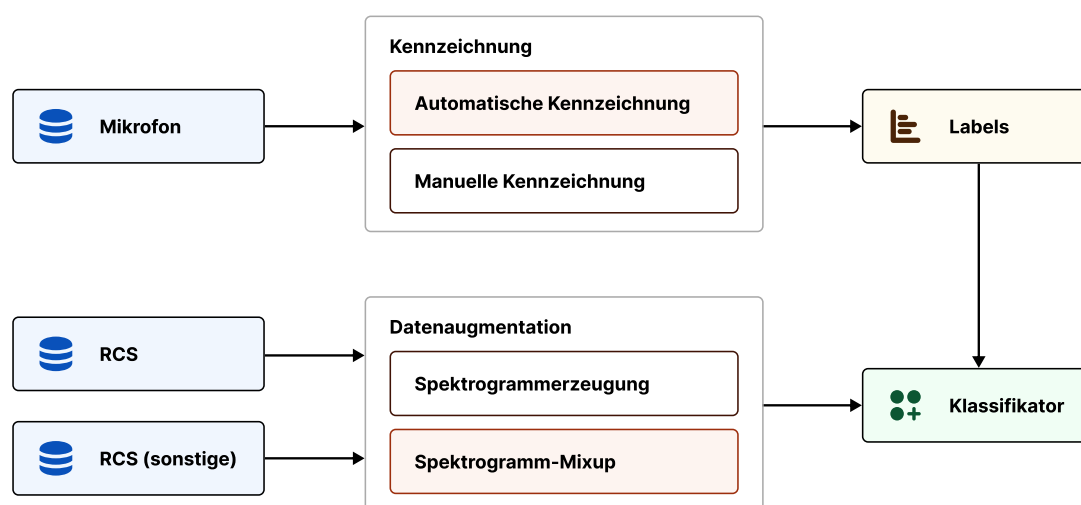 Kennzeichnung
Automatische Kennzeichnung
Mikrofon
Labels
Manuelle Kennzeichnung
Datenaugmentation
RCS
Spektrogrammerzeugung
Klassifikator
RCS (sonstige)
Spektrogramm-Mixup